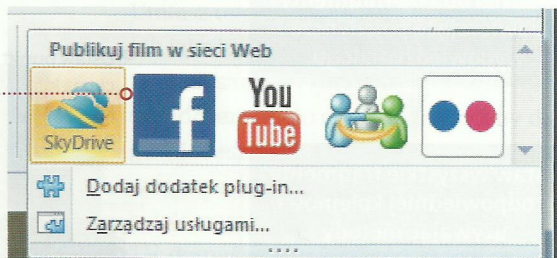 Publikuj film w sieci Web
SkyDrive
f
You
Tube
Dodaj dodatek plug-in...
Zarządzaj usługami...